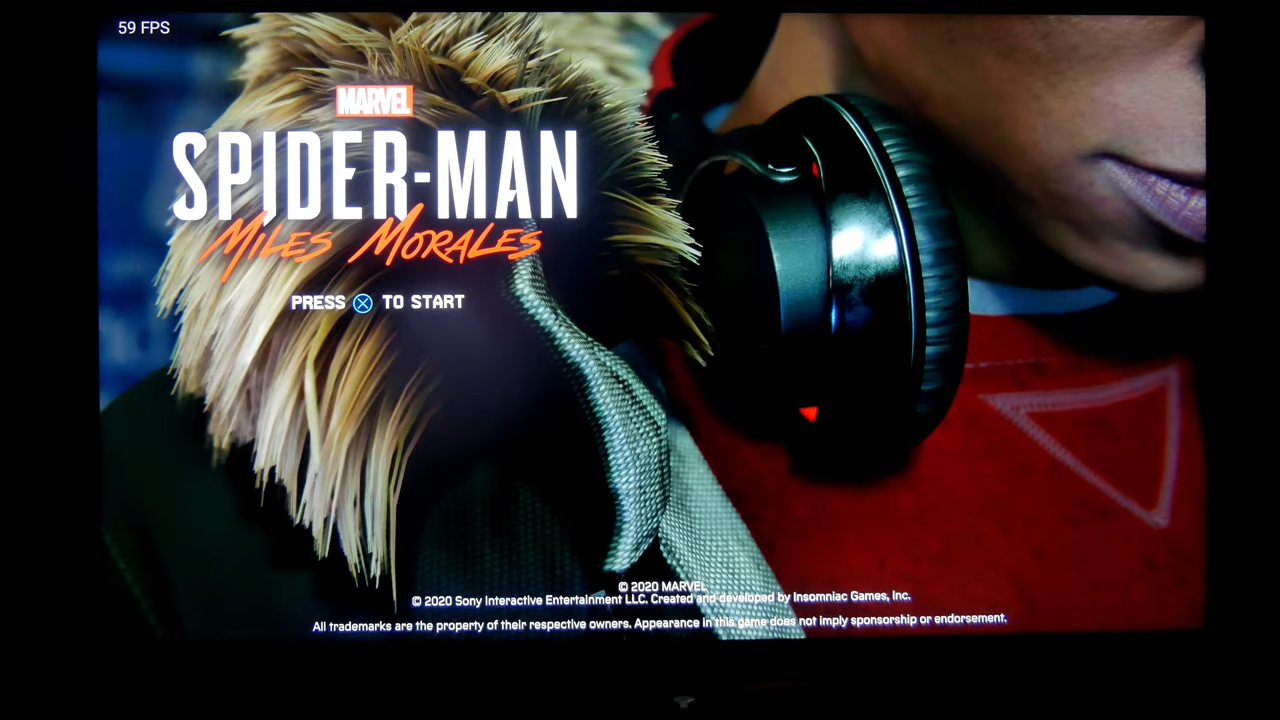 59 FPS
MARVEL
SPIDER-MAN
MILES MORALES
PRESS TO START
© 2020 MARVEL
© 2020 Sony Interactive Entertainment LLC. Created and developed by Insomniac Games, Inc.
All trademarks are the property of their respective owners. Appearance in this game does not imply sponsorship or endorsement.